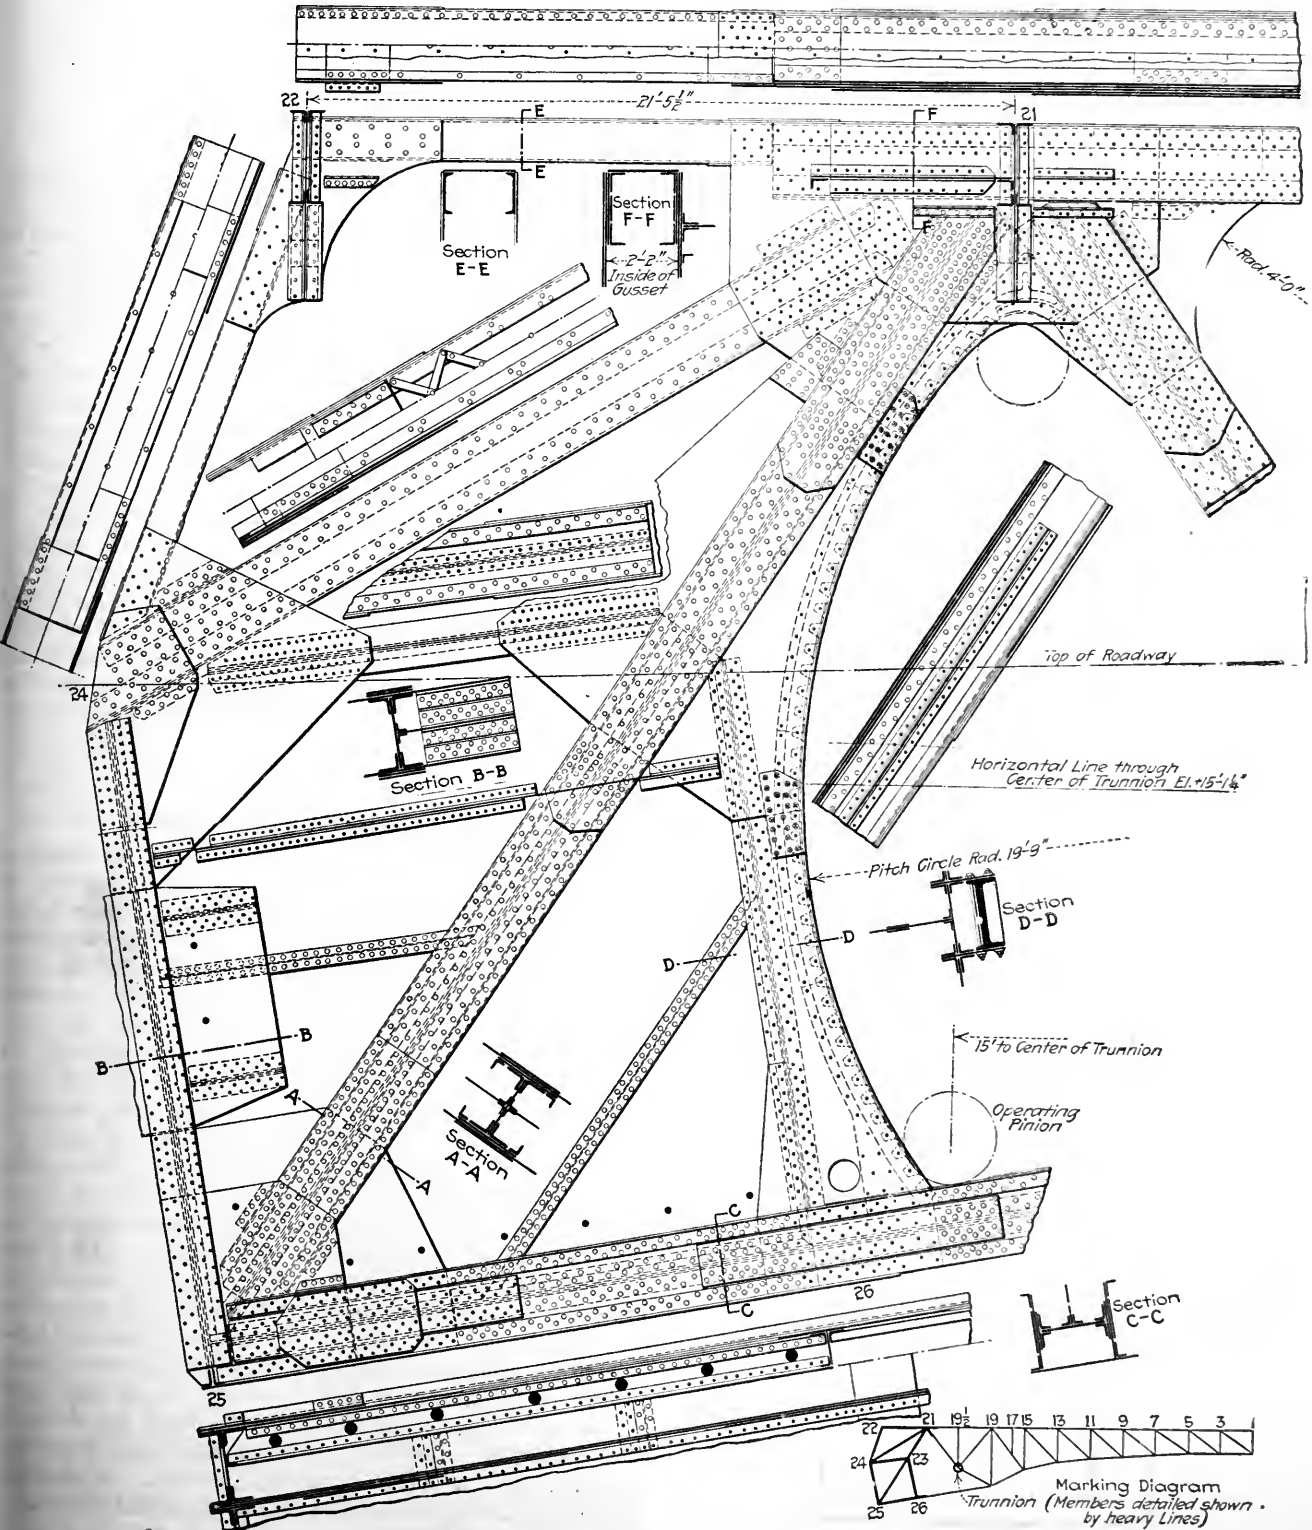 22
21'-5½"
21
E
E
F
F
Section
E-E
Section
F-F
2'-2"
Inside of
Gusset
Rad. 4'-0"
Top of Roadway
24
Section B-B
Horizontal Line through
Center of Trunnion El.+15'-1¼"
Pitch Circle Rad. 19'-9"
Section
D-D
D
D
B
B
15' to Center of Trunnion
Operating
Pinion
A
A
Section
A-A
C
C
26
Section
C-C
25
22
21
19½
19
17
15
13
11
9
7
5
3
24
23
25
26
Marking Diagram
Trunnion (Members detailed shown
by heavy Lines)